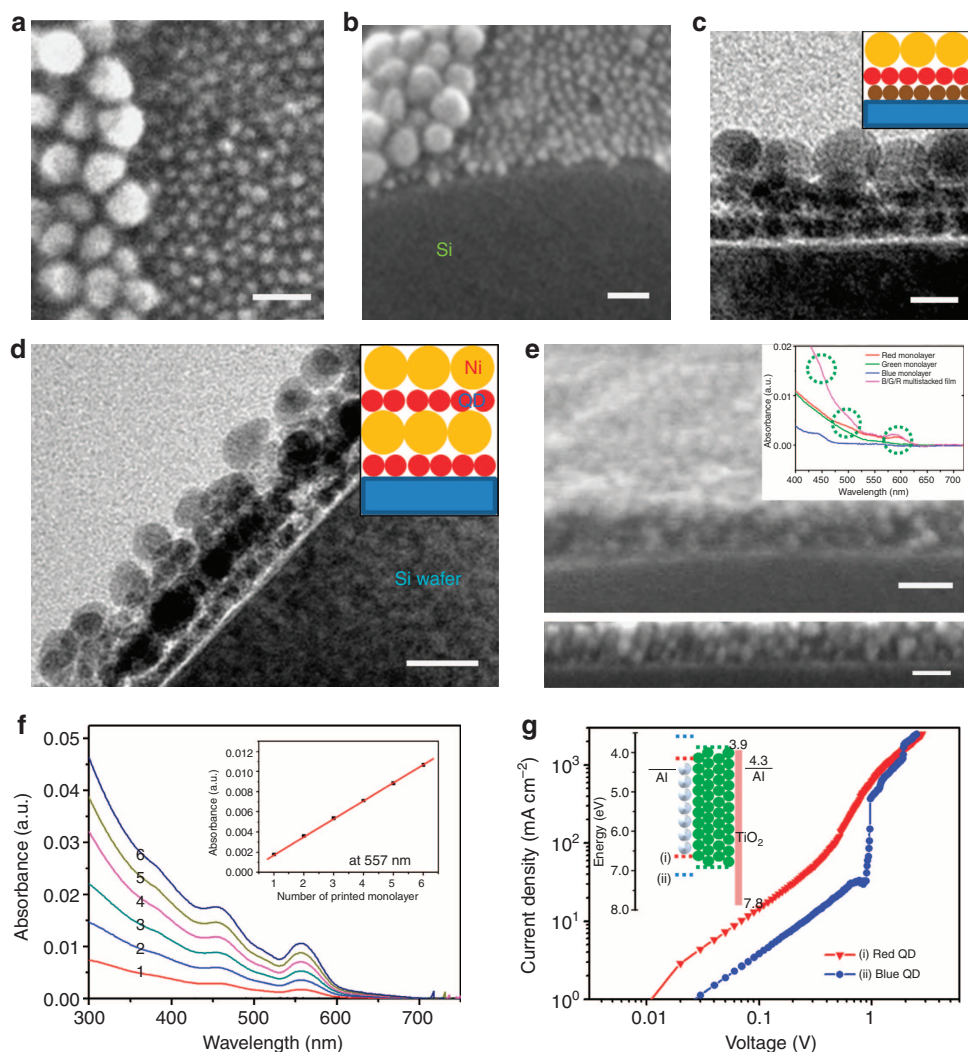 a
b
Si
c
d
Ni
QD
Si wafer
e
0.02
0.01
0.00
Absorbance (a.u.)
Red monolayer
Green monolayer
Blue monolayer
B/G/R multistacked film
400 450 500 550 600 625 700
Wavelength (nm)
f
0.05
0.04
0.03
0.02
0.01
0.00
Absorbance (a.u.)
6
5
4
3
2
1
300 400 500 600 700
Wavelength (nm)
0.012
0.010
0.008
0.006
0.004
0.002
0.000
Absorbance (a.u.)
at 557 nm
1 2 3 4 5 6
Number of printed monolayer
g
10³
10²
10¹
10⁰
Current density (mA cm⁻²)
4.0
5.0
6.0
7.0
8.0
Energy (eV)
Al
(i)
(ii)
3.9
4.3
Al
TiO₂
7.8
(i) Red QD
(ii) Blue QD
0.01 0.1 1
Voltage (V)